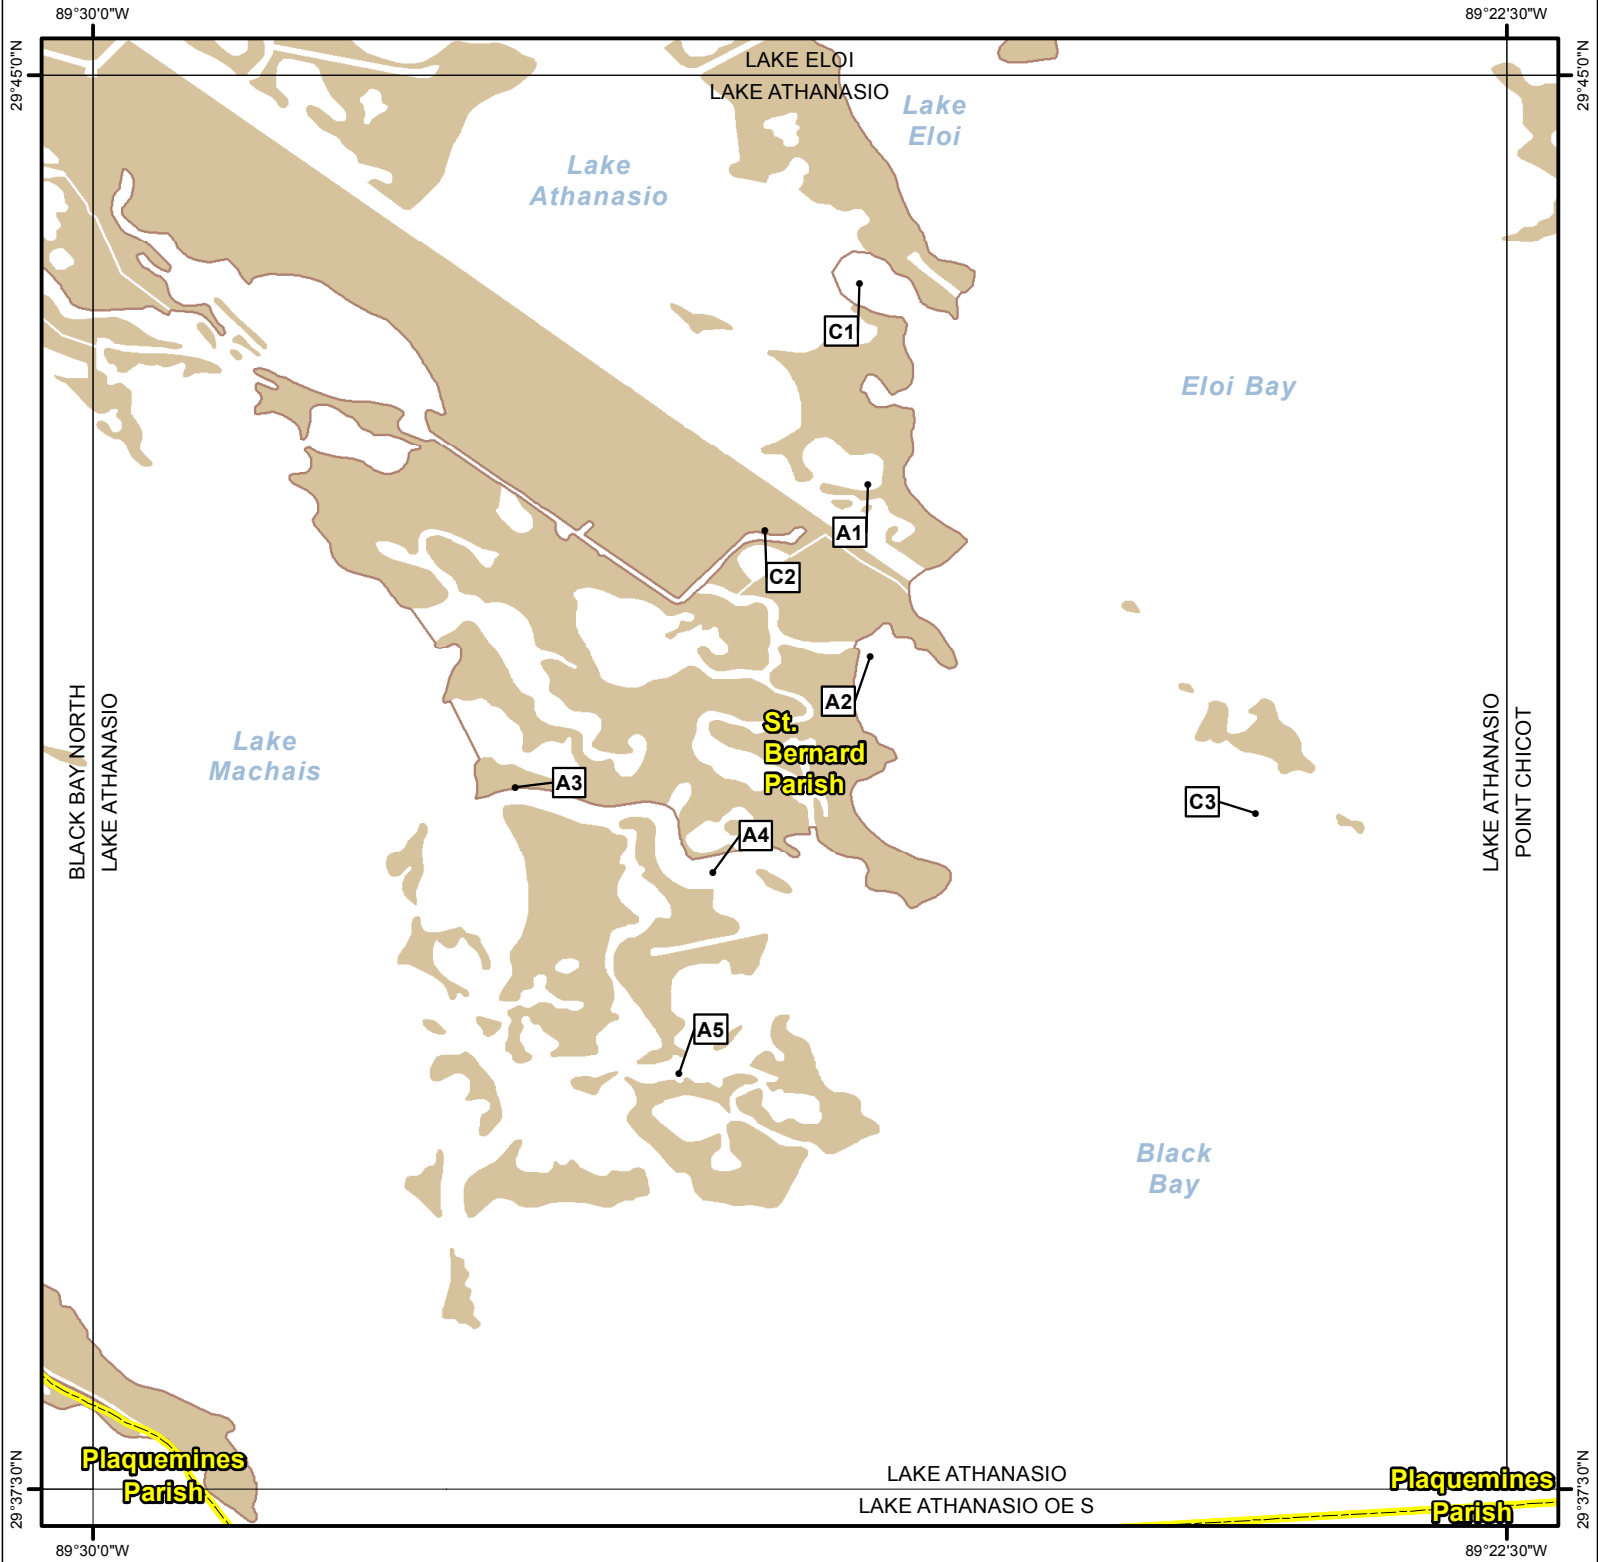 89°30'0"W
89°22'30"W
29°45'0"N
29°45'0"N
LAKE ELOI
LAKE ATHANASIO
Lake
Eloi
Lake
Athanasio
C1
Eloi Bay
A1
C2
A2
St.
Bernard
Parish
BLACK BAY NORTH
LAKE ATHANASIO
Lake
Machais
A3
C3
A4
LAKE ATHANASIO
POINT CHICOT
A5
Black
Bay
Plaquemines
Parish
LAKE ATHANASIO
LAKE ATHANASIO OE S
Plaquemines
Parish
29°37'30"N
29°37'30"N
89°30'0"W
89°22'30"W